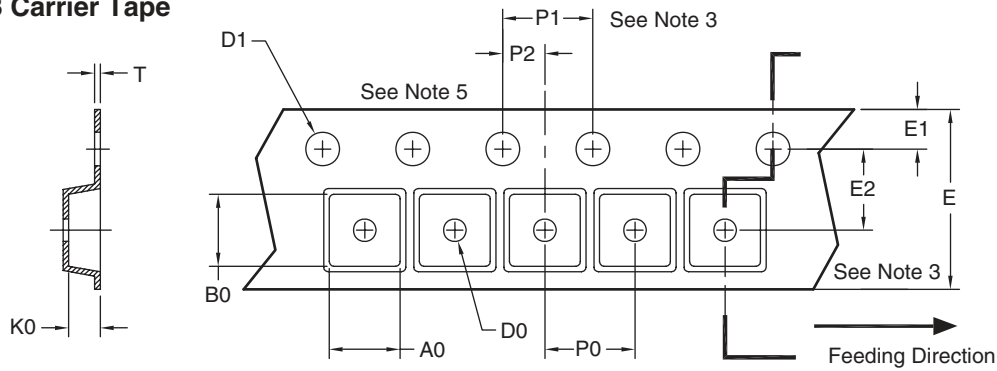 Carrier Tape
P1
See Note 3
D1
P2
T
See Note 5
E1
E2
E
See Note 3
B0
K0
A0
D0
P0
Feeding Direction